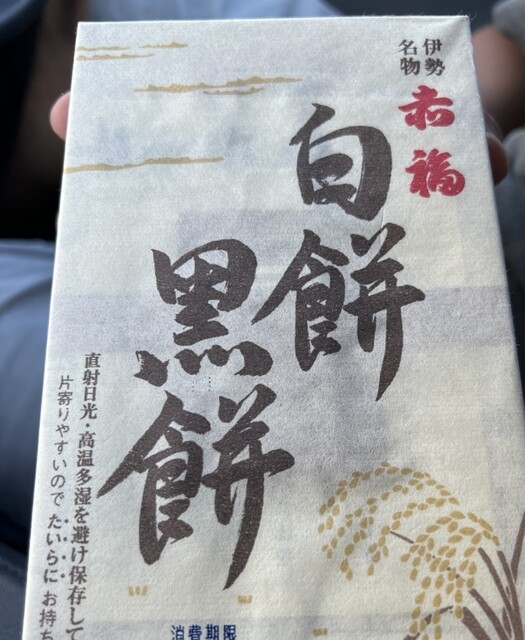 伊勢
名物
赤福
白餅
黒餅
直射日光・高温多湿を避け保存して
片寄りやすいので たいらに お持ち
消費期限